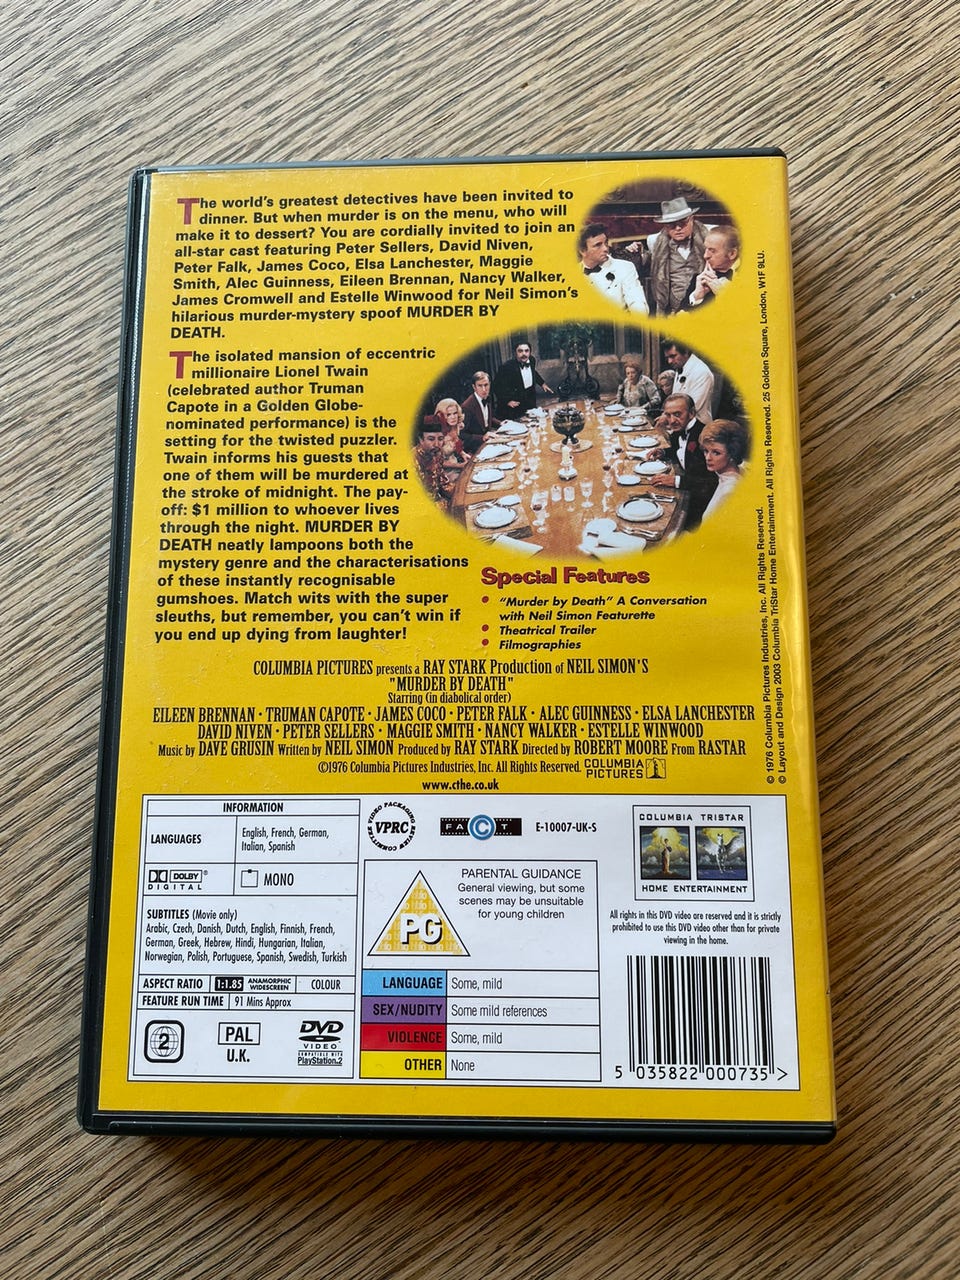 The world's greatest detectives have been invited to
dinner. But when murder is on the menu, who will
make it to dessert? You are cordially invited to join an
all-star cast featuring Peter Sellers, David Niven,
Peter Falk, James Coco, Elsa Lanchester, Maggie
Smith, Alec Guinness, Eileen Brennan, Nancy Walker,
James Cromwell and Estelle Winwood for Neil Simon's
hilarious murder-mystery spoof MURDER BY
DEATH.
The isolated mansion of eccentric
millionaire Lionel Twain
(celebrated author Truman
Capote in a Golden Globe-
nominated performance) is the
setting for the twisted puzzler.
Twain informs his guests that
one of them will be murdered at
the stroke of midnight. The pay-
off: $1 million to whoever lives
through the night. MURDER BY
DEATH neatly lampoons both the
mystery genre and the characterisations
of these instantly recognisable
gumshoes. Match wits with the super
sleuths, but remember, you can't win if
you end up dying from laughter!
Special Features
• "Murder by Death" A Conversation
with Neil Simon Featurette
• Theatrical Trailer
• Filmographies
COLUMBIA PICTURES presents a RAY STARK Production of NEIL SIMON'S
"MURDER BY DEATH"
Starring (in diabolical order)
EILEEN BRENNAN · TRUMAN CAPOTE · JAMES COCO · PETER FALK · ALEC GUINNESS · ELSA LANCHESTER
DAVID NIVEN · PETER SELLERS · MAGGIE SMITH · NANCY WALKER · ESTELLE WINWOOD
Music by DAVE GRUSIN Written by NEIL SIMON Produced by RAY STARK Directed by ROBERT MOORE From RASTAR
©1976 Columbia Pictures Industries, Inc. All Rights Reserved. COLUMBIA
PICTURES
www.cthe.co.uk
© 1976 Columbia Pictures Industries, Inc. All Rights Reserved.
© Layout and Design 2003 Columbia TriStar Home Entertainment. All Rights Reserved. 25 Golden Square, London, W1F 9LU.
INFORMATION
LANGUAGES
English, French, German,
Italian, Spanish
DOLBY
DIGITAL
MONO
SUBTITLES (Movie only)
Arabic, Czech, Danish, Dutch, English, Finnish, French,
German, Greek, Hebrew, Hindi, Hungarian, Italian,
Norwegian, Polish, Portuguese, Spanish, Swedish, Turkish
ASPECT RATIO 1:1.85 ANAMORPHIC
WIDESCREEN COLOUR
FEATURE RUN TIME 91 Mins Approx
2
PAL
U.K.
DVD
VIDEO
COMPATIBLE WITH
PlayStation.2
VIDEO PACKAGING REVIEW COMMITTEE
VPRC
FACT
E-10007-UK-S
PG
PARENTAL GUIDANCE
General viewing, but some
scenes may be unsuitable
for young children
LANGUAGE Some, mild
SEX/NUDITY Some mild references
VIOLENCE Some, mild
OTHER None
COLUMBIA TRISTAR
HOME ENTERTAINMENT
All rights in this DVD video are reserved and it is strictly
prohibited to use this DVD video other than for private
viewing in the home.
5 035822 000735 >